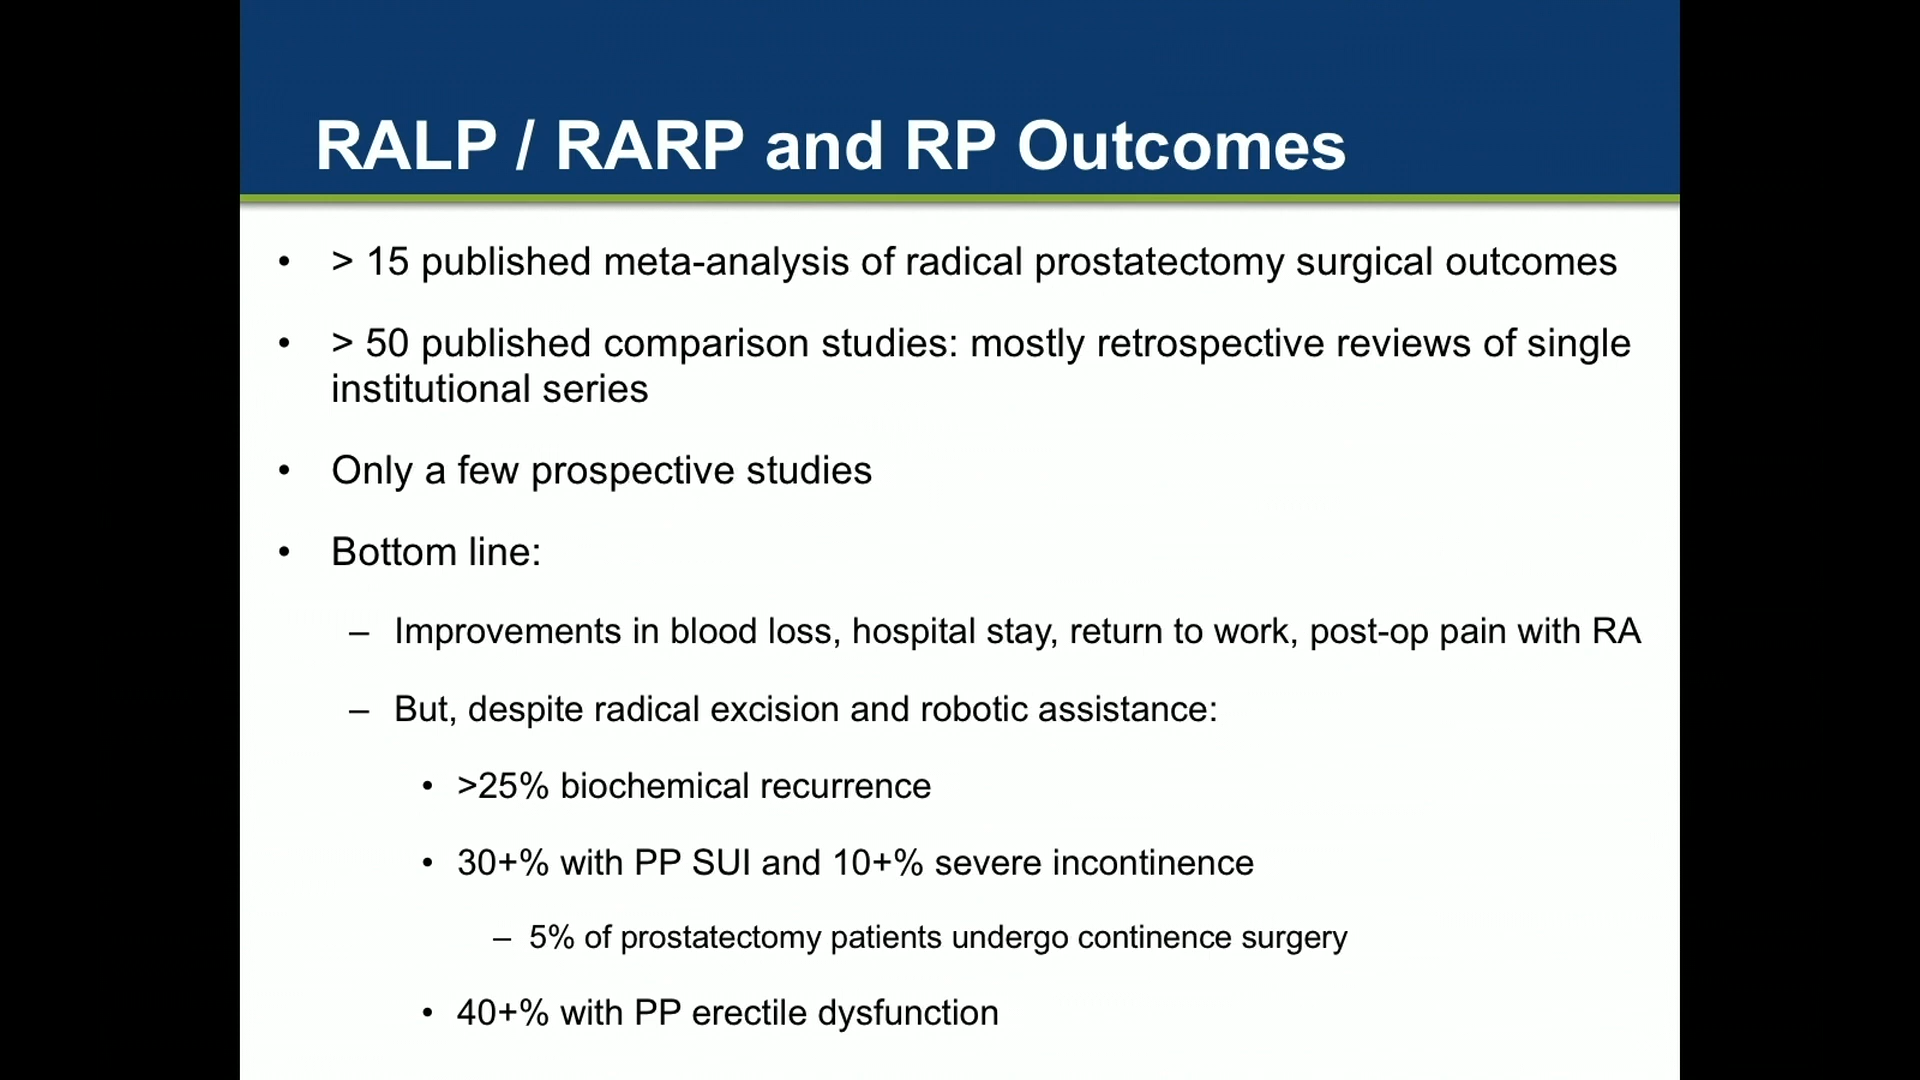 RALP / RARP and RP Outcomes
• > 15 published meta-analysis of radical prostatectomy surgical outcomes
• > 50 published comparison studies: mostly retrospective reviews of single
institutional series
• Only a few prospective studies
• Bottom line:
– Improvements in blood loss, hospital stay, return to work, post-op pain with RA
– But, despite radical excision and robotic assistance:
• >25% biochemical recurrence
• 30+% with PP SUI and 10+% severe incontinence
– 5% of prostatectomy patients undergo continence surgery
• 40+% with PP erectile dysfunction